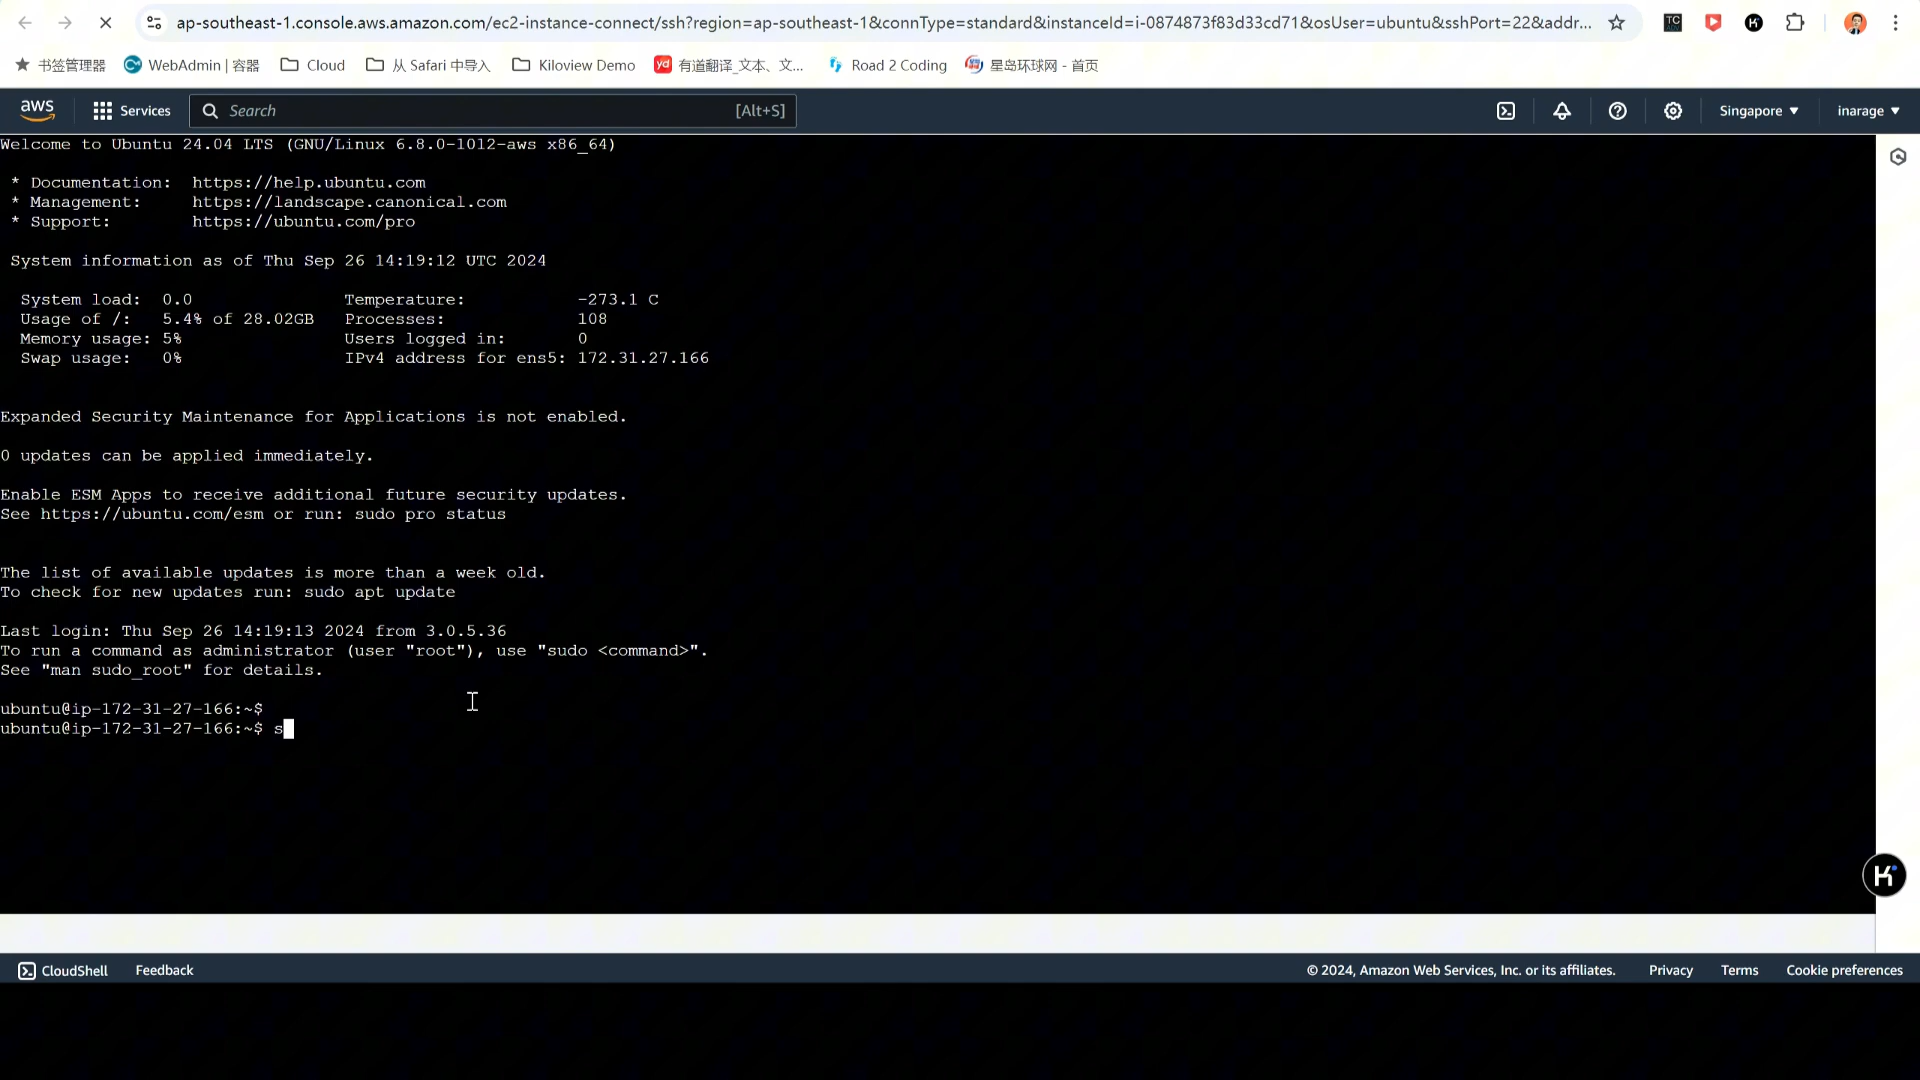 ap-southeast-1.console.aws.amazon.com/ec2-instance-connect/ssh?region=ap-southeast-1&connType=standard&instanceId=i-0874873f83d33cd71&osUser=ubuntu&sshPort=22&addr...
书签管理器 WebAdmin | 容器 Cloud 从 Safari 中导入 Kiloview Demo 有道翻译_文本、文... Road 2 Coding 星岛环球网 - 首页
aws Services Search [Alt+S] Singapore inarage
Welcome to Ubuntu 24.04 LTS (GNU/Linux 6.8.0-1012-aws x86_64)
* Documentation: https://help.ubuntu.com
* Management: https://landscape.canonical.com
* Support: https://ubuntu.com/pro
System information as of Thu Sep 26 14:19:12 UTC 2024
System load: 0.0 Temperature: -273.1 C
Usage of /: 5.4% of 28.02GB Processes: 108
Memory usage: 5% Users logged in: 0
Swap usage: 0% IPv4 address for ens5: 172.31.27.166
Expanded Security Maintenance for Applications is not enabled.
0 updates can be applied immediately.
Enable ESM Apps to receive additional future security updates.
See https://ubuntu.com/esm or run: sudo pro status
The list of available updates is more than a week old.
To check for new updates run: sudo apt update
Last login: Thu Sep 26 14:19:13 2024 from 3.0.5.36
To run a command as administrator (user "root"), use "sudo <command>".
See "man sudo_root" for details.
ubuntu@ip-172-31-27-166:~$
ubuntu@ip-172-31-27-166:~$ s
CloudShell Feedback © 2024, Amazon Web Services, Inc. or its affiliates. Privacy Terms Cookie preferences